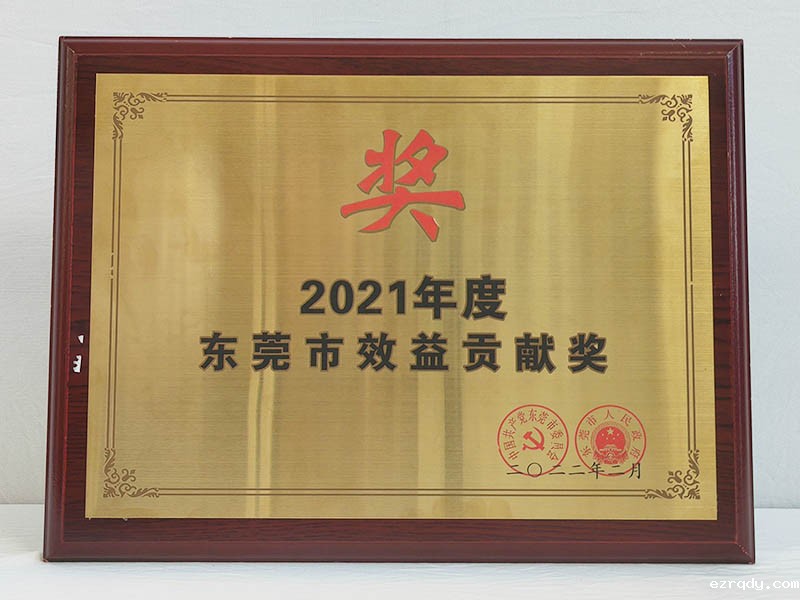 奖
2021年度
东莞市效益贡献奖
中国共产党东莞市委员会
东莞市人民政府
二〇二二年二月
ezrqdy.com